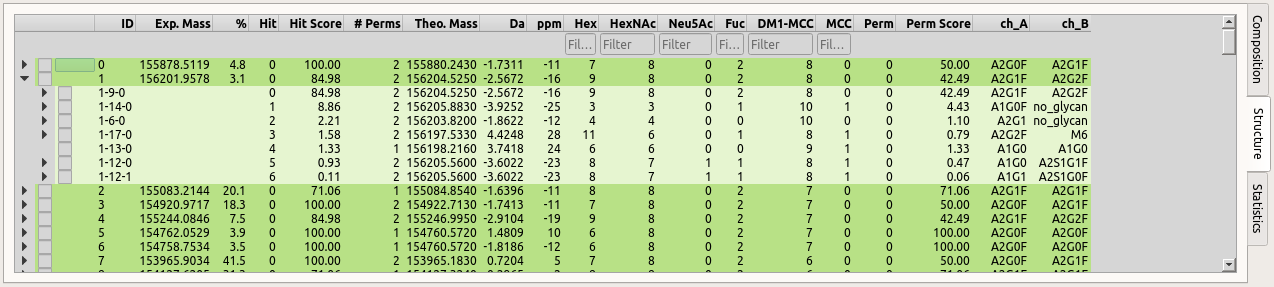 ID Exp. Mass % Hit Hit Score # Perms Theo. Mass Da ppm Hex HexNAc Neu5Ac Fuc DM1-MCC MCC Perm Perm Score ch_A ch_B
Fil... Filter Filter Fi... Filter Fil...
0 155878.5119 4.8 0 100.00 2 155880.2430 -1.7311 -11 7 8 0 2 8 0 0 50.00 A2G0F A2G1F
1 156201.9578 3.1 0 84.98 2 156204.5250 -2.5672 -16 9 8 0 2 8 0 0 42.49 A2G1F A2G2F
1-9-0 0 84.98 2 156204.5250 -2.5672 -16 9 8 0 2 8 0 0 42.49 A2G1F A2G2F
1-14-0 1 8.86 2 156205.8830 -3.9252 -25 3 3 0 1 10 1 0 4.43 A1G0F no_glycan
1-6-0 2 2.21 2 156203.8200 -1.8622 -12 4 4 0 0 10 0 0 1.10 A2G1 no_glycan
1-17-0 3 1.58 2 156197.5330 4.4248 28 11 6 0 1 8 1 0 0.79 A2G2F M6
1-13-0 4 1.33 1 156198.2160 3.7418 24 6 6 0 0 9 1 0 1.33 A1G0 A1G0
1-12-0 5 0.93 2 156205.5600 -3.6022 -23 8 7 1 1 8 1 0 0.47 A1G0 A2S1G1F
1-12-1 6 0.11 2 156205.5600 -3.6022 -23 8 7 1 1 8 1 0 0.06 A1G1 A2S1G0F
2 155083.2144 20.1 0 71.06 1 155084.8540 -1.6396 -11 8 8 0 2 7 0 0 71.06 A2G1F A2G1F
3 154920.9717 18.3 0 100.00 2 154922.7130 -1.7413 -11 7 8 0 2 7 0 0 50.00 A2G0F A2G1F
4 155244.0846 7.5 0 84.98 2 155246.9950 -2.9104 -19 9 8 0 2 7 0 0 42.49 A2G1F A2G2F
5 154762.0529 3.9 0 100.00 1 154760.5720 1.4809 10 6 8 0 2 7 0 0 100.00 A2G0F A2G0F
6 154758.7534 3.5 0 100.00 1 154760.5720 -1.8186 -12 6 8 0 2 7 0 0 100.00 A2G0F A2G0F
7 153965.9034 41.5 0 100.00 2 153965.1830 0.7204 5 7 8 0 2 6 0 0 50.00 A2G0F A2G1F
Composition
Structure
Statistics